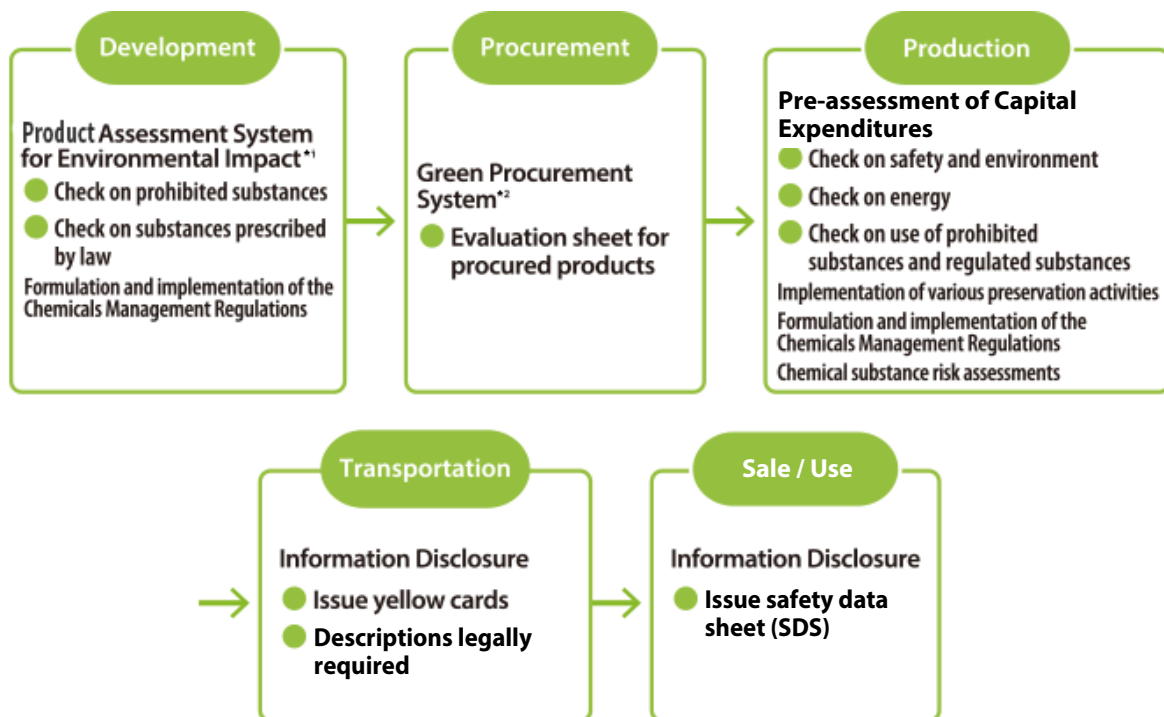 Development
Product Assessment System
for Environmental Impact*1
Check on prohibited substances
Check on substances prescribed
by law
Formulation and implementation of the
Chemicals Management Regulations
Procurement
Green Procurement
System*2
Evaluation sheet for
procured products
Production
Pre-assessment of Capital
Expenditures
Check on safety and environment
Check on energy
Check on use of prohibited
substances and regulated substances
Implementation of various preservation activities
Formulation and implementation of the
Chemicals Management Regulations
Chemical substance risk assessments
Transportation
Information Disclosure
Issue yellow cards
Descriptions legally
required
Sale / Use
Information Disclosure
Issue safety data
sheet (SDS)